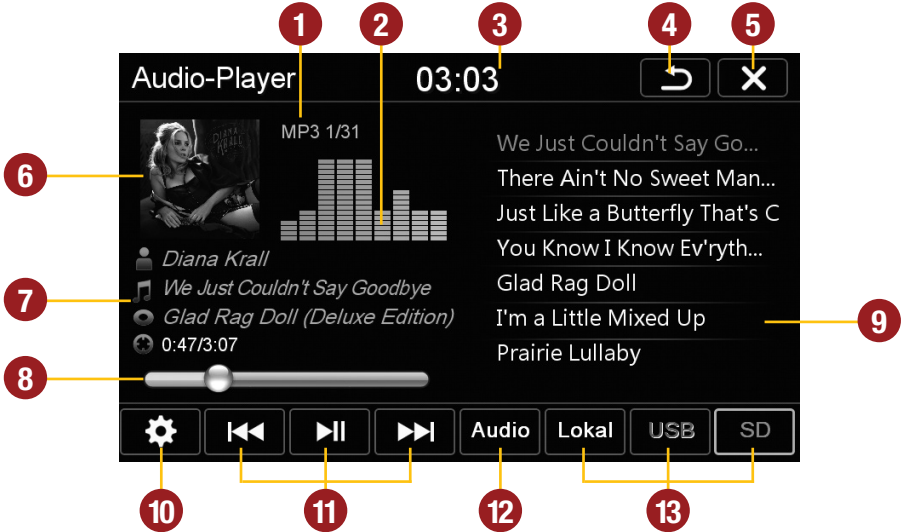 1 2 3 4 5
Audio-Player 03:03
DIANA KRALL
MP3 1/31
6
We Just Couldn't Say Go...
There Ain't No Sweet Man...
Just Like a Butterfly That's C
You Know I Know Ev'ryth...
Glad Rag Doll
I'm a Little Mixed Up
Prairie Lullaby
9
Diana Krall
7
We Just Couldn't Say Goodbye
Glad Rag Doll (Deluxe Edition)
0:47/3:07
8
Audio Lokal USB SD
10 11 12 13